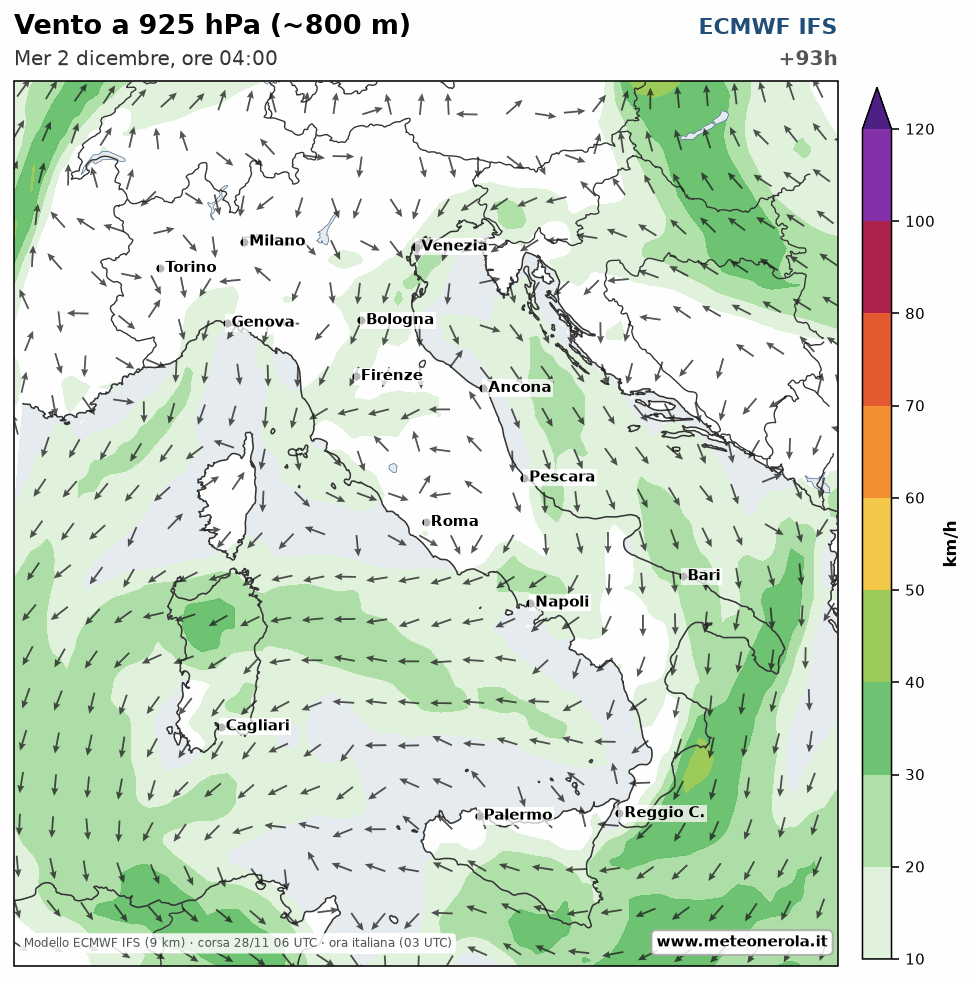 Vento a 925 hPa (~800 m)
ECMWF IFS
Mer 2 dicembre, ore 04:00
+93h
Milano
Venezia
Torino
Genova
Bologna
Firenze
Ancona
Pescara
Roma
Bari
Napoli
Cagliari
Palermo
Reggio C.
120
100
80
70
60
50
40
30
20
10
km/h
Modello ECMWF IFS (9 km) · corsa 28/11 06 UTC · ora italiana (03 UTC)
www.meteonerola.it